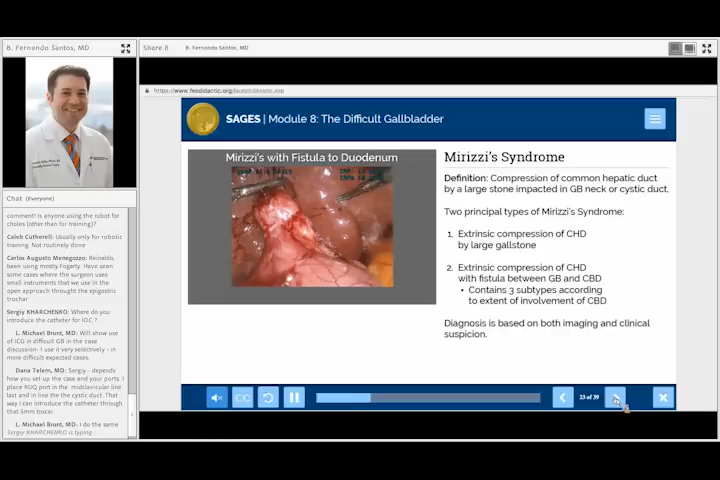 B. Fernando Santos, MD
Share 8
B. Fernando Santos, MD
https://www.fesdidactic.org/launch/deseis.asp
Chat (Everyone)
comment! Is anyone using the robot for
choles (other than for training)?
Caleb Cutherell: Usually only for robotic
training. Not routinely done
Carlos Augusto Menegozzo: Reinaldo,
been using mostly Fogarty. Have seen
some cases where the surgeon uses
small instruments that we use in the
open approach throught the epigastric
trochar
Sergiy KHARCHENKO: Where do you
introduce the catheter for IOC ?
L. Michael Brunt, MD: Will show use
of ICG in difficult GB in the case
discussion- I use it very selectively - in
more difficult expected cases.
Dana Telem, MD: Sergiy - depends
how you set up the case and your ports. I
place RUQ port in the midclavicular line
last and in line the the cystic duct. That
way I can introduce the catheter through
that 5mm trocar.
L. Michael Brunt, MD: I do the same
Sergiy KHARCHENKO is typing
SAGES | Module 8: The Difficult Gallbladder
Mirizzi's with Fistula to Duodenum
Mirizzi's Syndrome
Definition: Compression of common hepatic duct
by a large stone impacted in GB neck or cystic duct.
Two principal types of Mirizzi's Syndrome:
1. Extrinsic compression of CHD
by large gallstone
2. Extrinsic compression of CHD
with fistula between GB and CBD
• Contains 3 subtypes according
to extent of involvement of CBD
Diagnosis is based on both imaging and clinical
suspicion.
CC
23 of 39